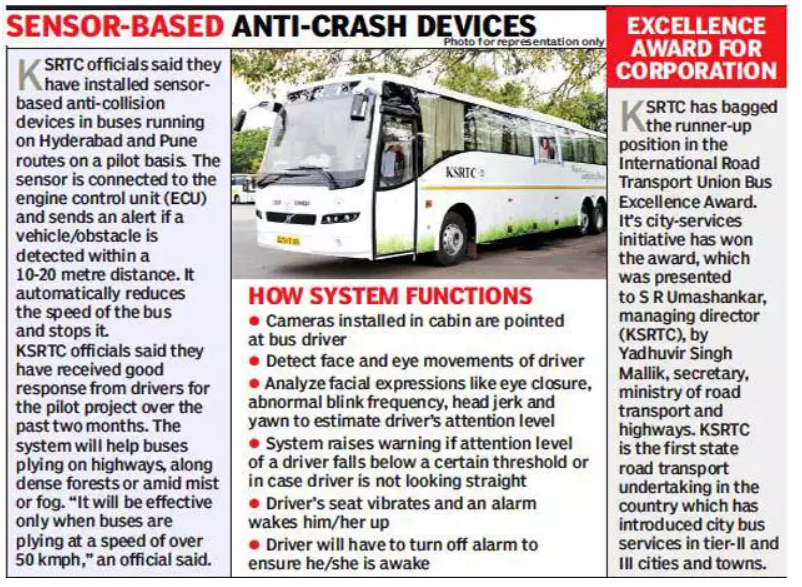 SENSOR-BASED ANTI-CRASH DEVICES
Photo for representation only
KSRTC officials said they
have installed sensor-
based anti-collision
devices in buses running
on Hyderabad and Pune
routes on a pilot basis. The
sensor is connected to the
engine control unit (ECU)
and sends an alert if a
vehicle/obstacle is
detected within a
10-20 metre distance. It
automatically reduces
the speed of the bus
and stops it.
KSRTC officials said they
have received good
response from drivers for
the pilot project over the
past two months. The
system will help buses
plying on highways, along
dense forests or amid mist
or fog. “It will be effective
only when buses are
plying at a speed of over
50 kmph,” an official said.
KSRTC
HOW SYSTEM FUNCTIONS
● Cameras installed in cabin are pointed
at bus driver
● Detect face and eye movements of driver
● Analyze facial expressions like eye closure,
abnormal blink frequency, head jerk and
yawn to estimate driver’s attention level
● System raises warning if attention level
of a driver falls below a certain threshold or
in case driver is not looking straight
● Driver’s seat vibrates and an alarm
wakes him/her up
● Driver will have to turn off alarm to
ensure he/she is awake
EXCELLENCE
AWARD FOR
CORPORATION
KSRTC has bagged
the runner-up
position in the
International Road
Transport Union Bus
Excellence Award.
It’s city-services
initiative has won
the award, which
was presented
to S R Umashankar,
managing director
(KSRTC), by
Yadhuvir Singh
Mallik, secretary,
ministry of road
transport and
highways. KSRTC
is the first state
road transport
undertaking in the
country which has
introduced city bus
services in tier-II and
III cities and towns.